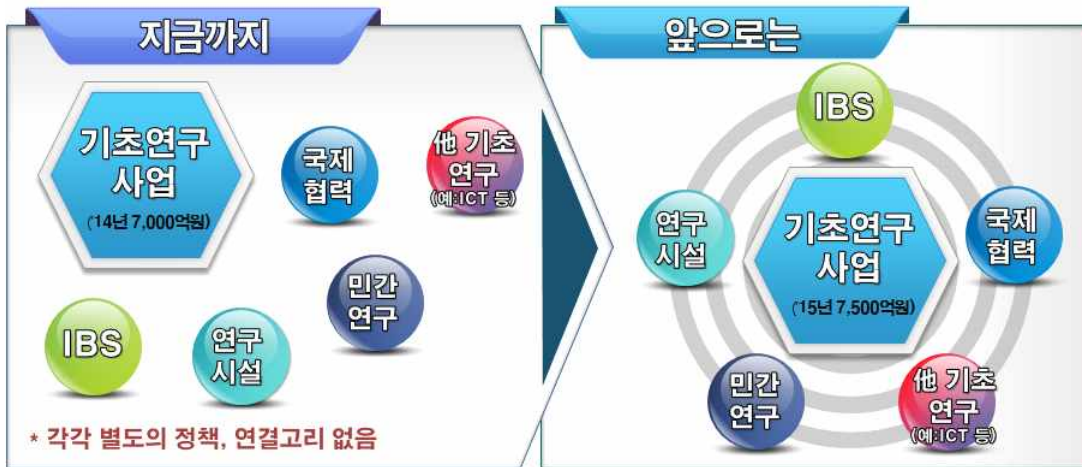 지금까지
기초연구
사업
(‘14년 7,000억원)
국제
협력
他 기초
연구
(예:ICT 등)
민간
연구
IBS
연구
시설
* 각각 별도의 정책, 연결고리 없음
앞으로는
IBS
연구
시설
기초연구
사업
(‘15년 7,500억원)
국제
협력
민간
연구
他 기초
연구
(예:ICT 등)